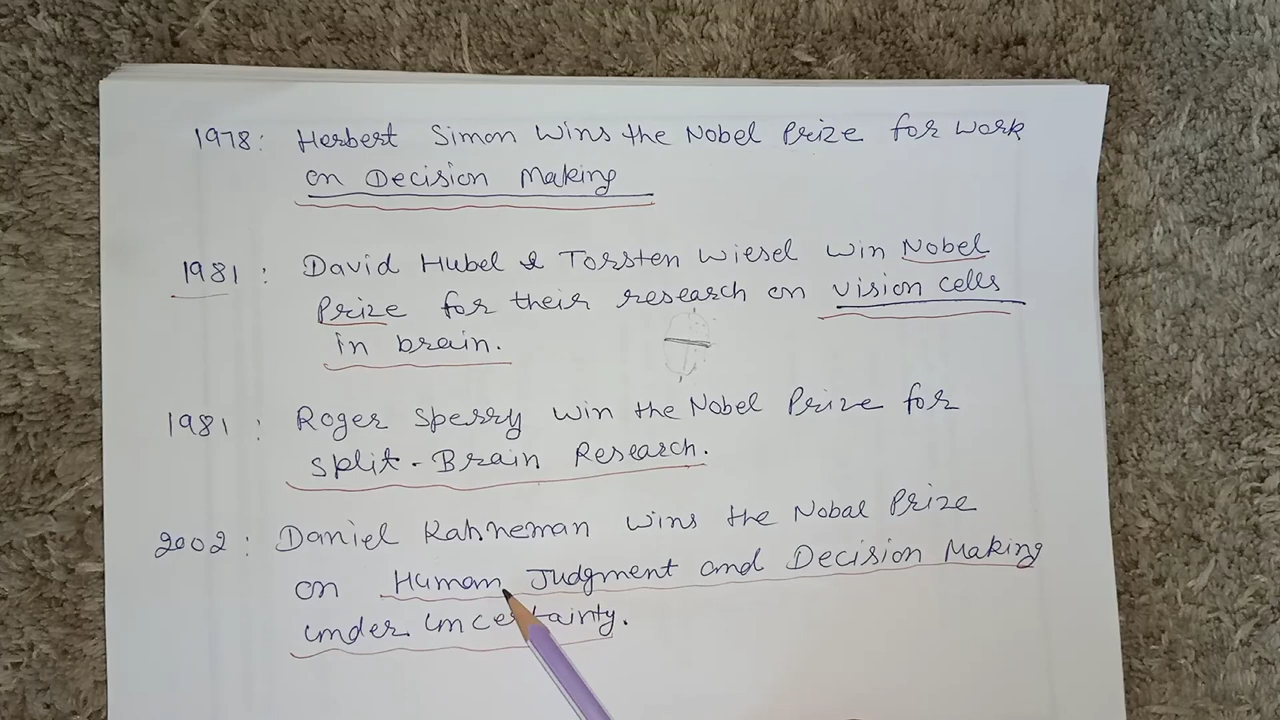 1978: Herbert Simon wins the Nobel Prize for work
on Decision Making
1981: David Hubel & Torsten Wiesel win Nobel
Prize for their research on vision cells
in brain.
1981: Roger Sperry win the Nobel Prize for
Split-Brain Research.
2002: Daniel Kahneman wins the Nobal Prize
on Human Judgment and Decision Making
under uncertainty.